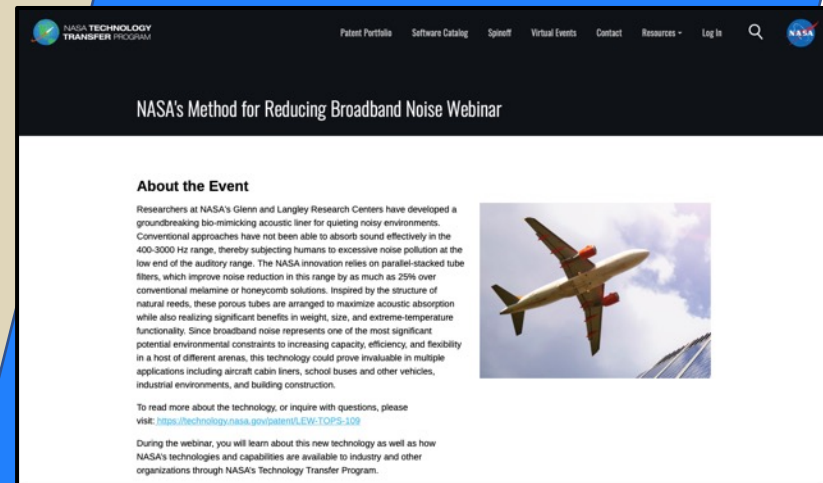 NASA TECHNOLOGY
TRANSFER PROGRAM
Patent Portfolio Software Catalog Spinoff Virtual Events Contact Resources Log In
NASA
NASA's Method for Reducing Broadband Noise Webinar
About the Event
Researchers at NASA's Glenn and Langley Research Centers have developed a
groundbreaking bio-mimicking acoustic liner for quieting noisy environments.
Conventional approaches have not been able to absorb sound effectively in the
400-3000 Hz range, thereby subjecting humans to excessive noise pollution at the
low end of the auditory range. The NASA innovation relies on parallel-stacked tube
filters, which improve noise reduction in this range by as much as 25% over
conventional melamine or honeycomb solutions. Inspired by the structure of
natural reeds, these porous tubes are arranged to maximize acoustic absorption
while also realizing significant benefits in weight, size, and extreme-temperature
functionality. Since broadband noise represents one of the most significant
potential environmental constraints to increasing capacity, efficiency, and flexibility
in a host of different arenas, this technology could prove invaluable in multiple
applications including aircraft cabin liners, school buses and other vehicles,
industrial environments, and building construction.
To read more about the technology, or inquire with questions, please
visit: https://technology.nasa.gov/patent/LEW-TOPS-109
During the webinar, you will learn about this new technology as well as how
NASA's technologies and capabilities are available to industry and other
organizations through NASA's Technology Transfer Program.